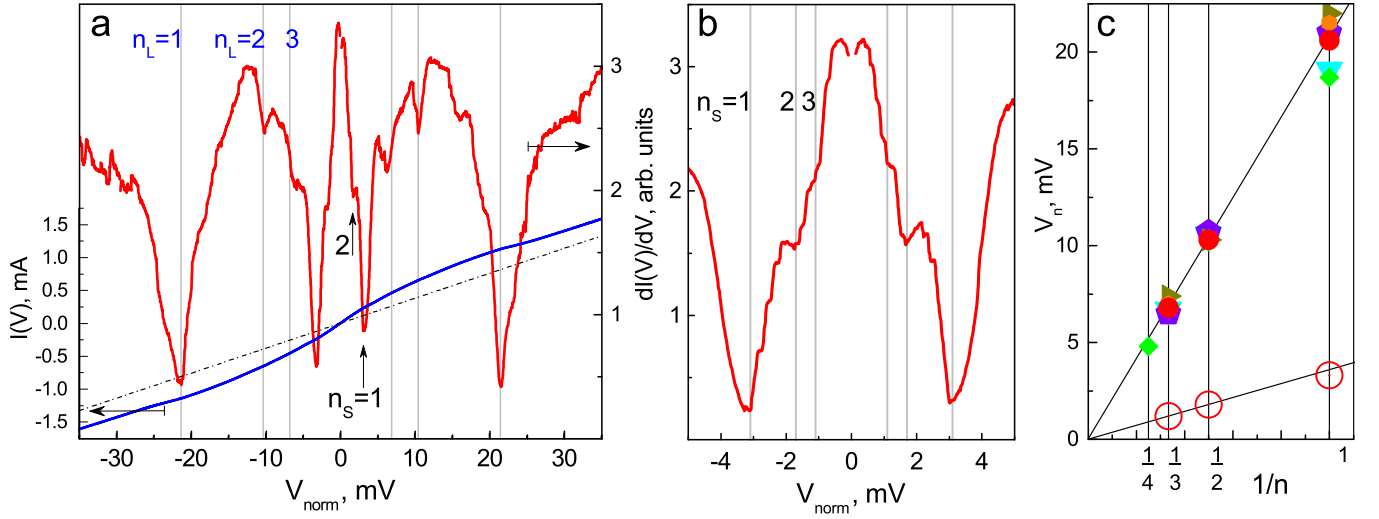 a
n_L=1
n_L=2
3
3
2
1
dI(V)/dV, arb. units
1.5
1.0
0.5
0.0
-0.5
-1.0
-1.5
I(V), mA
2
n_S=1
-30
-20
-10
0
10
20
30
V_norm, mV
b
n_S=1
2
3
3
2
1
-4
-2
0
2
4
V_norm, mV
c
20
15
10
5
0
V_n, mV
1/4
1/3
1/2
1
1/n